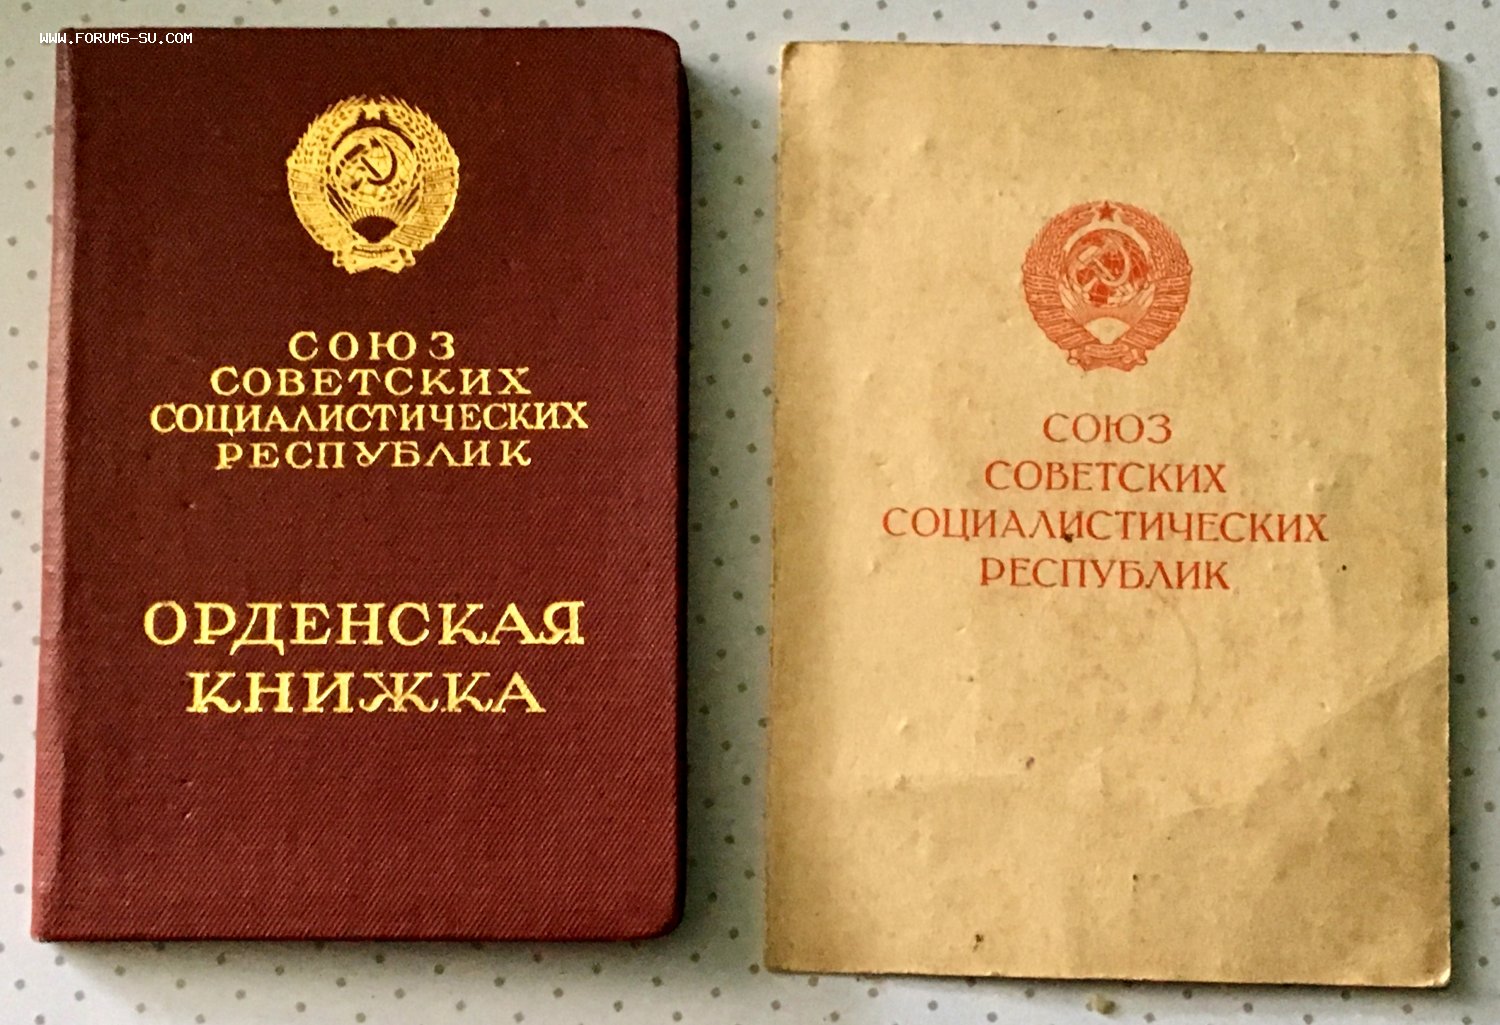 WWW.FORUMS-SU.COM
СОЮЗ
СОВЕТСКИХ
СОЦИАЛИСТИЧЕСКИХ
РЕСПУБЛИК
ОРДЕНСКАЯ
КНИЖКА
СОЮЗ
СОВЕТСКИХ
СОЦИАЛИСТИЧЕСКИХ
РЕСПУБЛИК